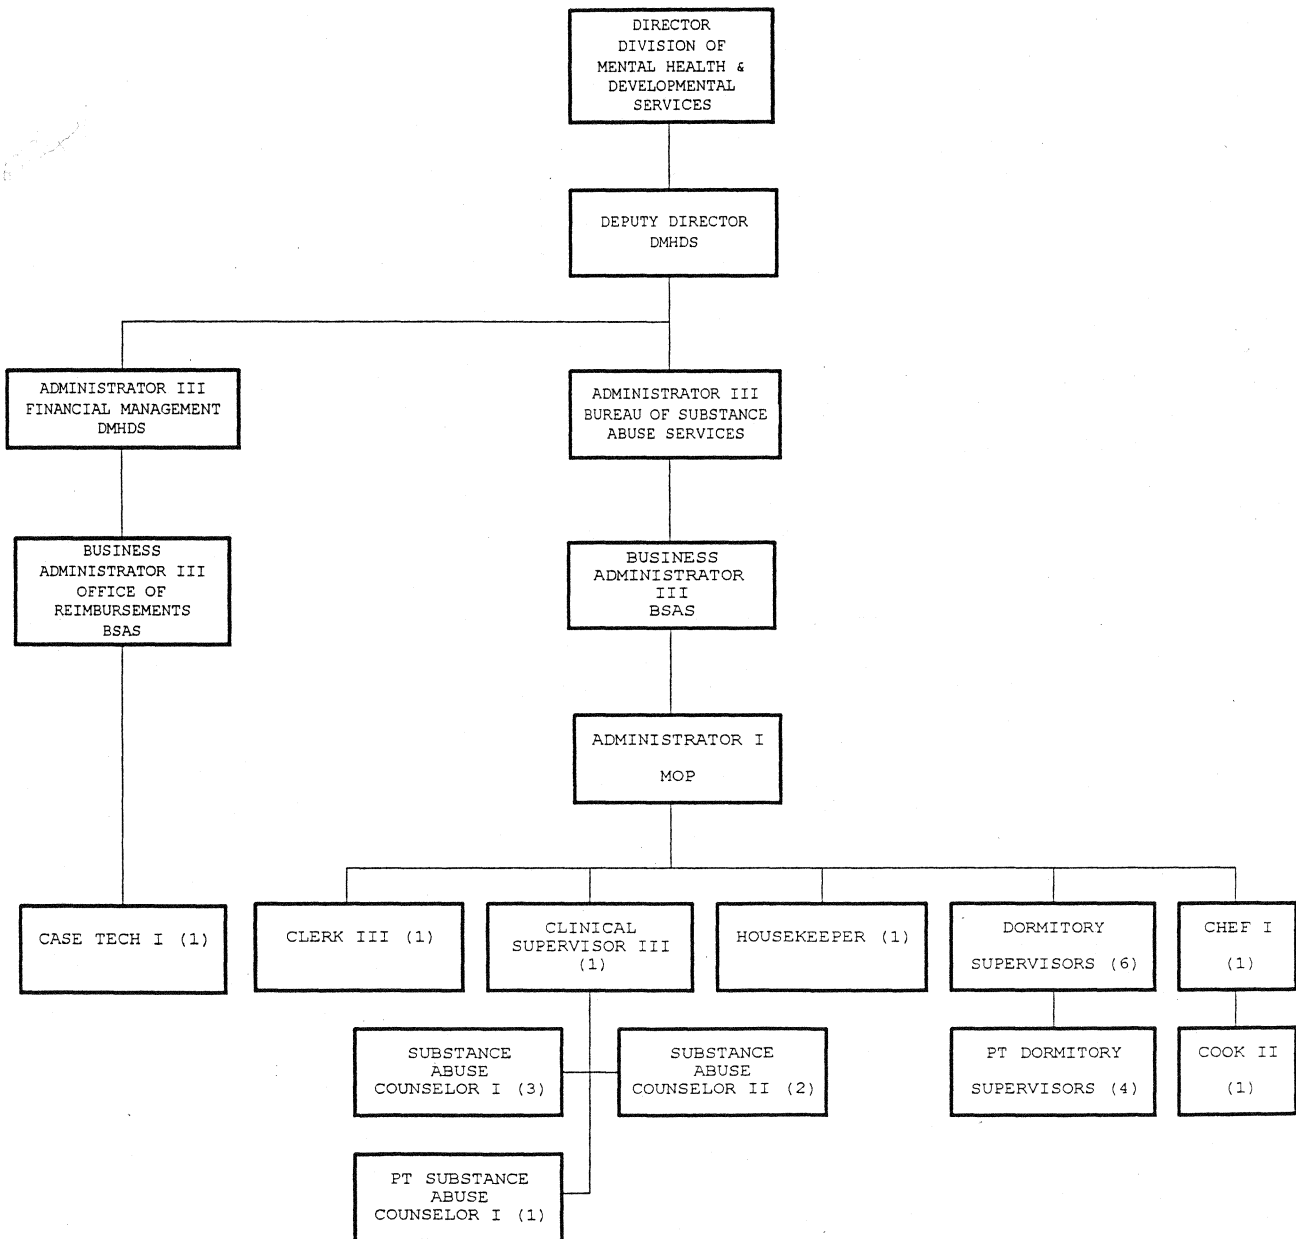 DIRECTOR
DIVISION OF
MENTAL HEALTH &
DEVELOPMENTAL
SERVICES
DEPUTY DIRECTOR
DMHDS
ADMINISTRATOR III
FINANCIAL MANAGEMENT
DMHDS
ADMINISTRATOR III
BUREAU OF SUBSTANCE
ABUSE SERVICES
BUSINESS
ADMINISTRATOR III
OFFICE OF
REIMBURSEMENTS
BSAS
BUSINESS
ADMINISTRATOR
III
BSAS
ADMINISTRATOR I
MOP
CASE TECH I (1)
CLERK III (1)
CLINICAL
SUPERVISOR III
(1)
HOUSEKEEPER (1)
DORMITORY
SUPERVISORS (6)
CHEF I
(1)
SUBSTANCE
ABUSE
COUNSELOR I (3)
SUBSTANCE
ABUSE
COUNSELOR II (2)
PT DORMITORY
SUPERVISORS (4)
COOK II
(1)
PT SUBSTANCE
ABUSE
COUNSELOR I (1)